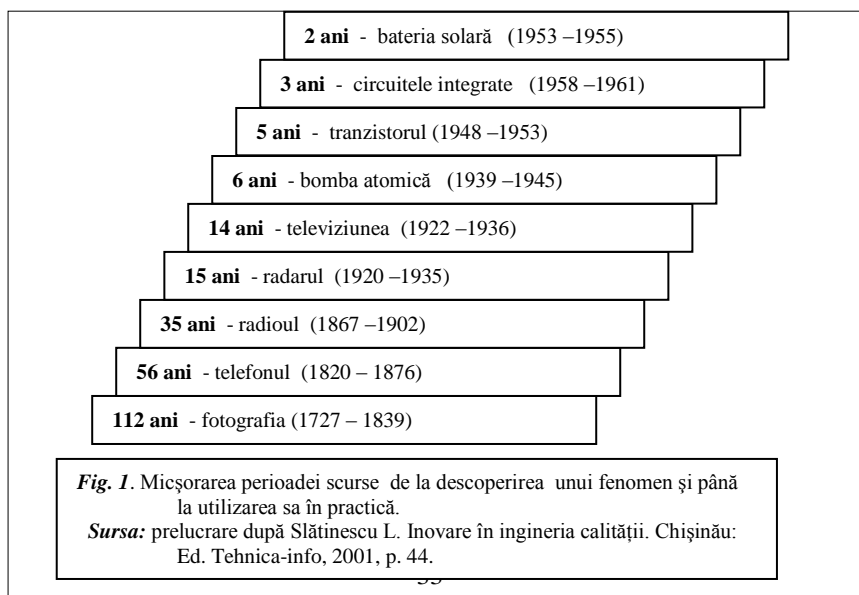 2 ani - bateria solară (1953 –1955)
3 ani - circuitele integrate (1958 –1961)
5 ani - tranzistorul (1948 –1953)
6 ani - bomba atomică (1939 –1945)
14 ani - televiziunea (1922 –1936)
15 ani - radarul (1920 –1935)
35 ani - radioul (1867 –1902)
56 ani - telefonul (1820 – 1876)
112 ani - fotografia (1727 – 1839)
Fig. 1. Micşorarea perioadei scurse de la descoperirea unui fenomen şi până
la utilizarea sa în practică.
Sursa: prelucrare după Slătinescu L. Inovare în ingineria calităţii. Chişinău:
Ed. Tehnica-info, 2001, p. 44.